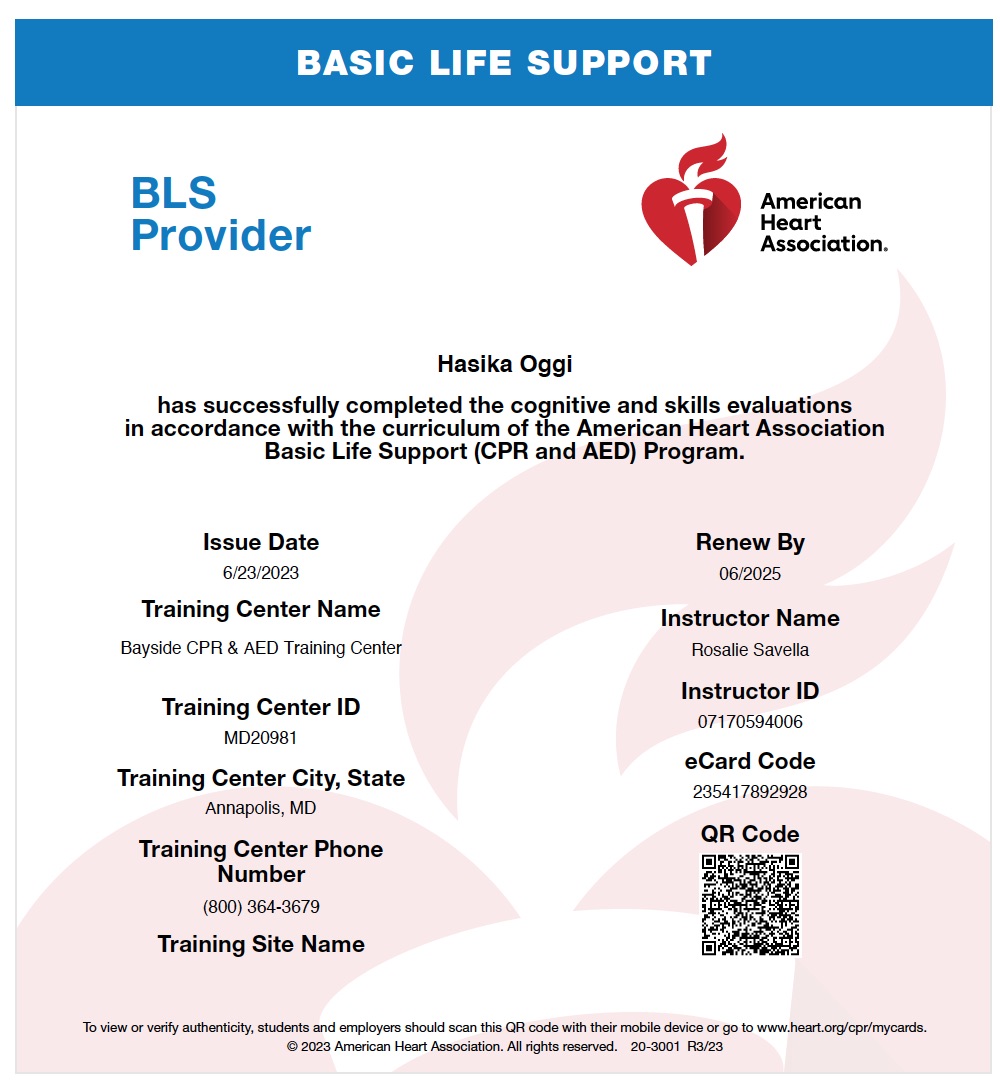 BASIC LIFE SUPPORT
BLS
Provider
American
Heart
Association.
Hasika Oggi
has successfully completed the cognitive and skills evaluations
in accordance with the curriculum of the American Heart Association
Basic Life Support (CPR and AED) Program.
Issue Date
6/23/2023
Training Center Name
Bayside CPR & AED Training Center
Training Center ID
MD20981
Training Center City, State
Annapolis, MD
Training Center Phone
Number
(800) 364-3679
Training Site Name
Renew By
06/2025
Instructor Name
Rosalie Savella
Instructor ID
07170594006
eCard Code
235417892928
QR Code
To view or verify authenticity, students and employers should scan this QR code with their mobile device or go to www.heart.org/cpr/mycards.
© 2023 American Heart Association. All rights reserved. 20-3001 R3/23